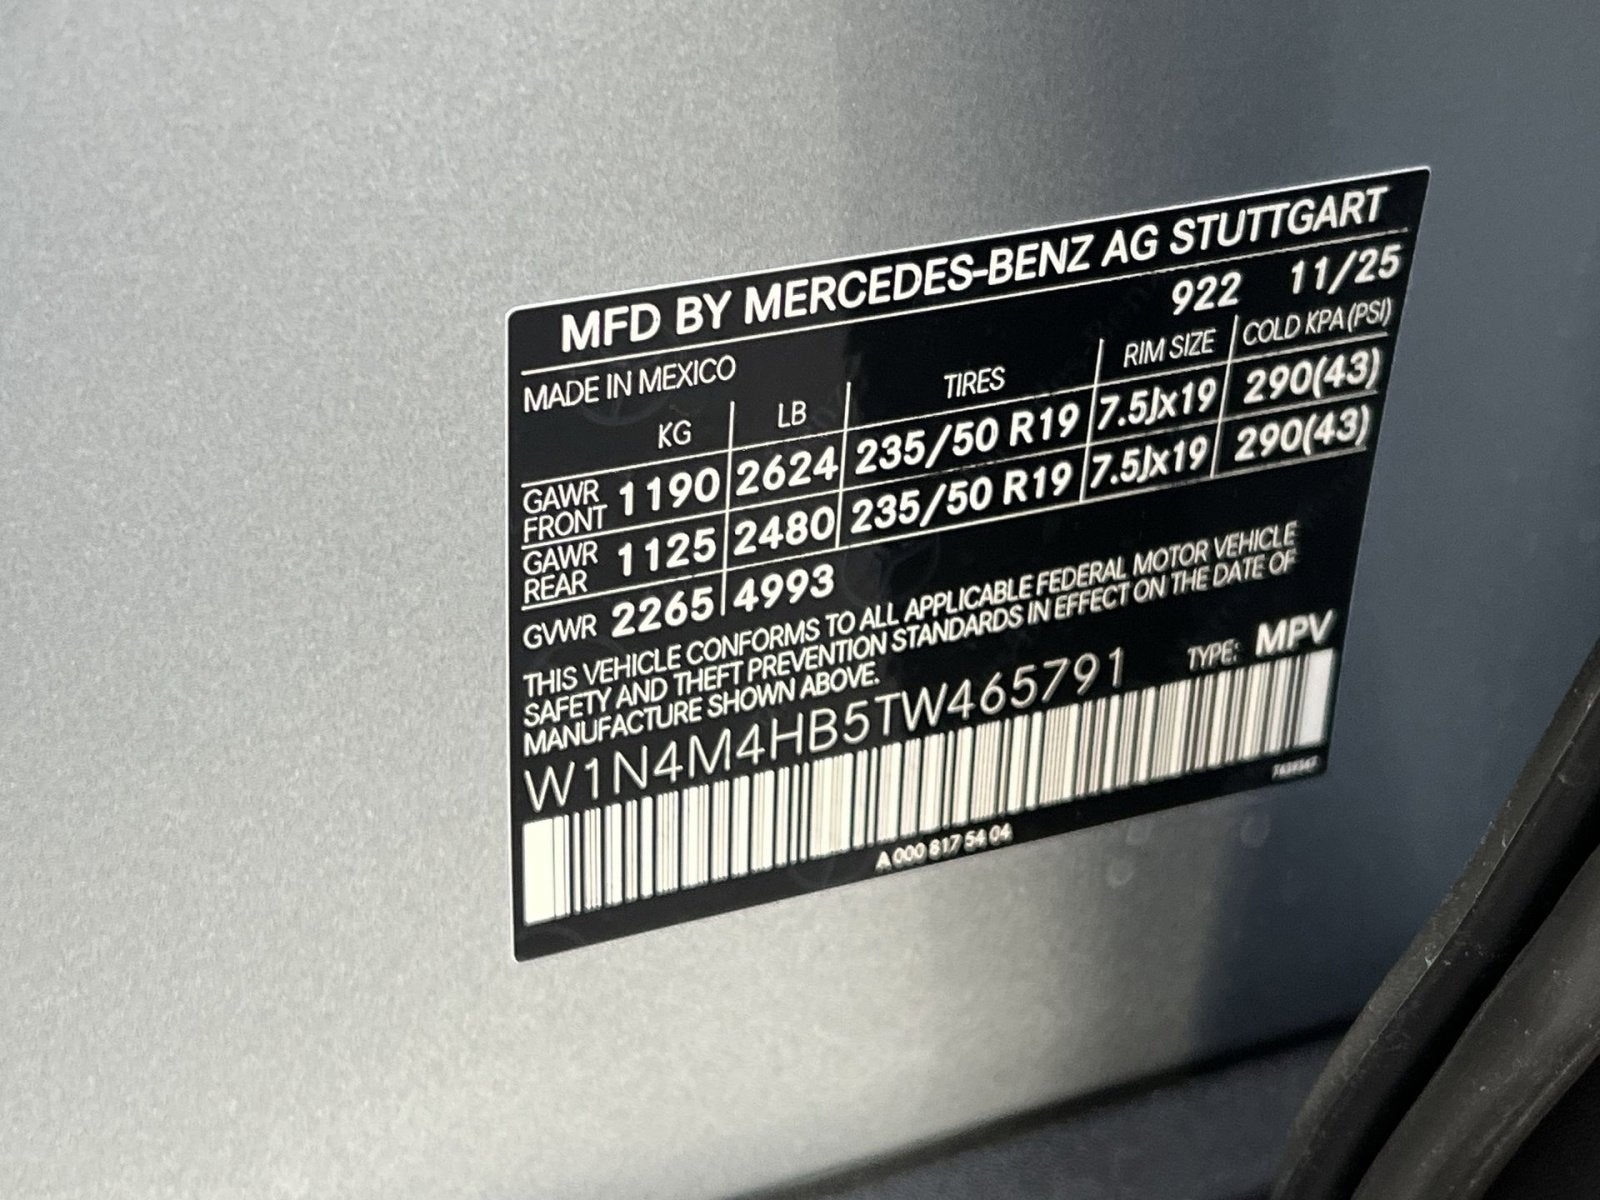 MFD BY MERCEDES-BENZ AG STUTTGART
MADE IN MEXICO 922 11/25
KG LB TIRES RIM SIZE COLD KPA (PSI)
GAWR FRONT 1190 2624 235/50 R19 7.5Jx19 290(43)
GAWR REAR 1125 2480 235/50 R19 7.5Jx19 290(43)
GVWR 2265 4993
THIS VEHICLE CONFORMS TO ALL APPLICABLE FEDERAL MOTOR VEHICLE
SAFETY AND THEFT PREVENTION STANDARDS IN EFFECT ON THE DATE OF
MANUFACTURE SHOWN ABOVE.
W1N4M4HB5TW465791 TYPE: MPV
A 000 817 54 04